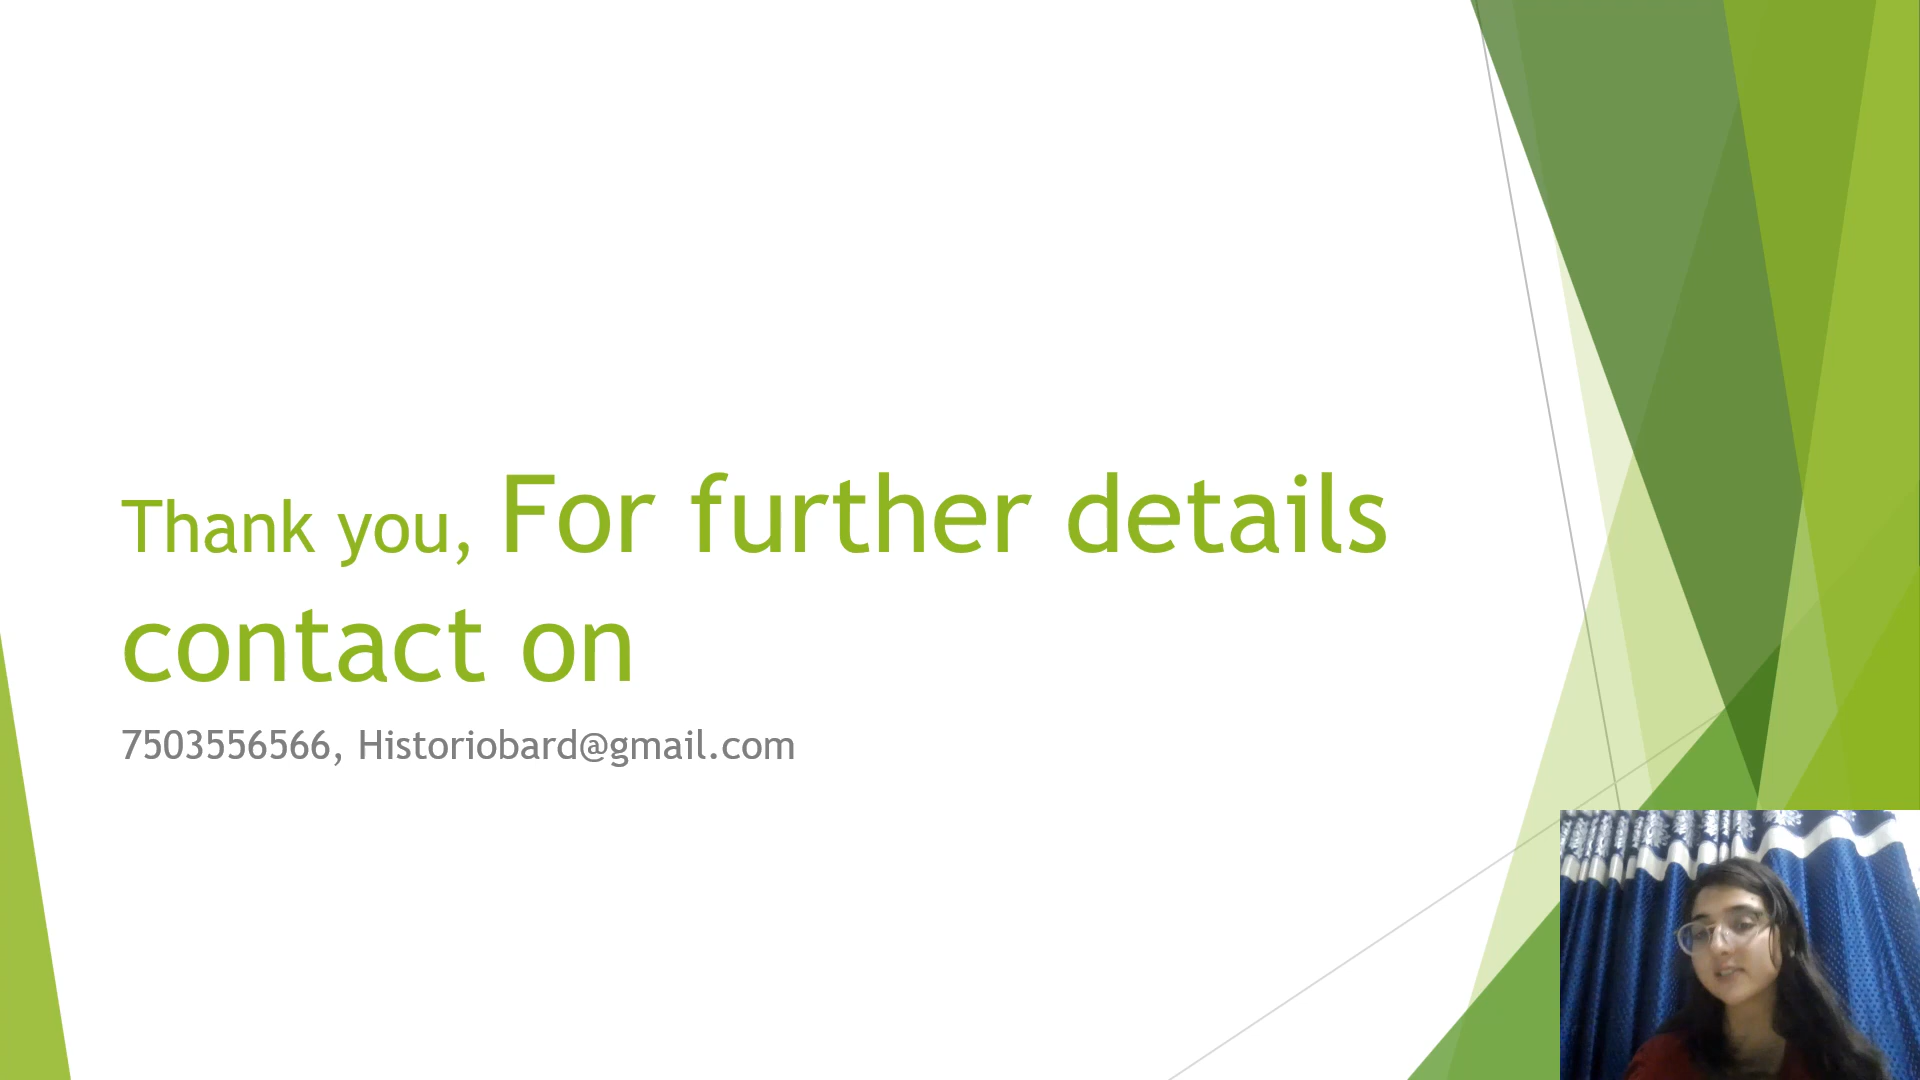 Thank you, For further details
contact on
7503556566, Historiobard@gmail.com